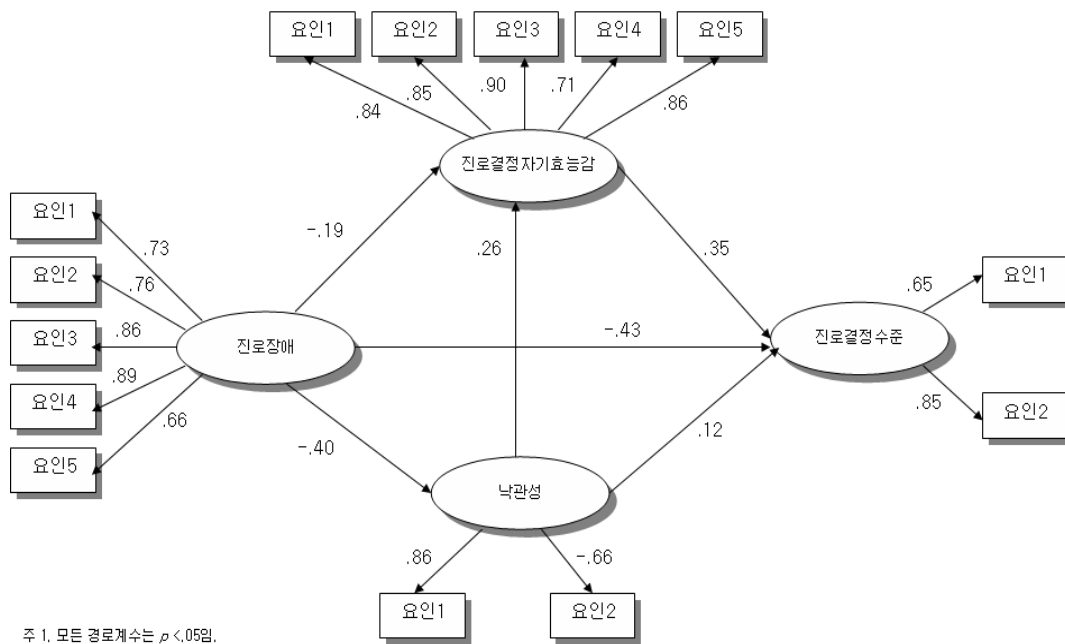 요인1
요인2
요인3
요인4
요인5
.84
.85
.90
.71
.86
진로결정자기효능감
요인1
요인2
요인3
요인4
요인5
.73
.76
.86
.89
.66
진로장애
-.19
.26
.35
-.43
-.40
.12
진로결정수준
.65
요인1
.85
요인2
낙관성
.86
-.66
요인1
요인2
주 1. 모든 경로계수는 p <.05임.